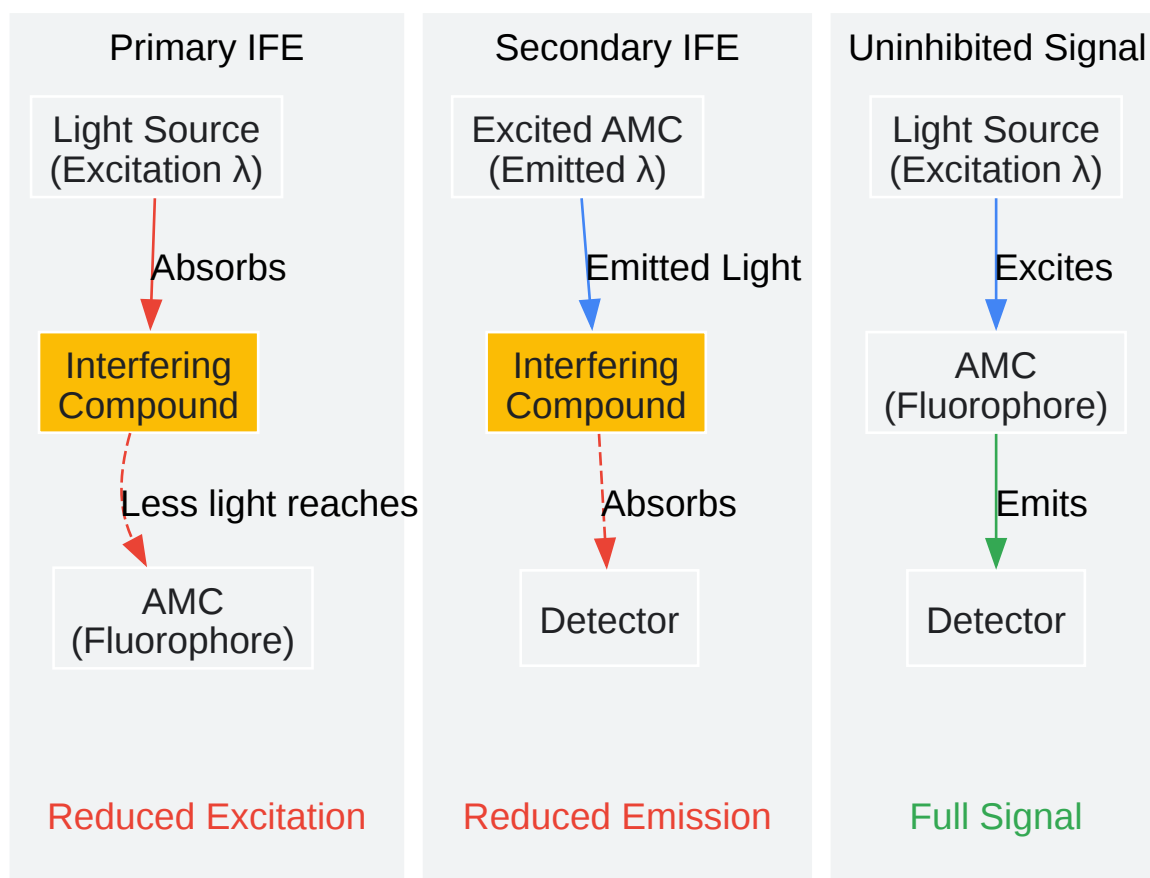 Primary IFE
Light Source
(Excitation λ)
Absorbs
Interfering
Compound
Less light reaches
AMC
(Fluorophore)
Reduced Excitation
Secondary IFE
Excited AMC
(Emitted λ)
Emitted Light
Interfering
Compound
Absorbs
Detector
Reduced Emission
Uninhibited Signal
Light Source
(Excitation λ)
Excites
AMC
(Fluorophore)
Emits
Detector
Full Signal